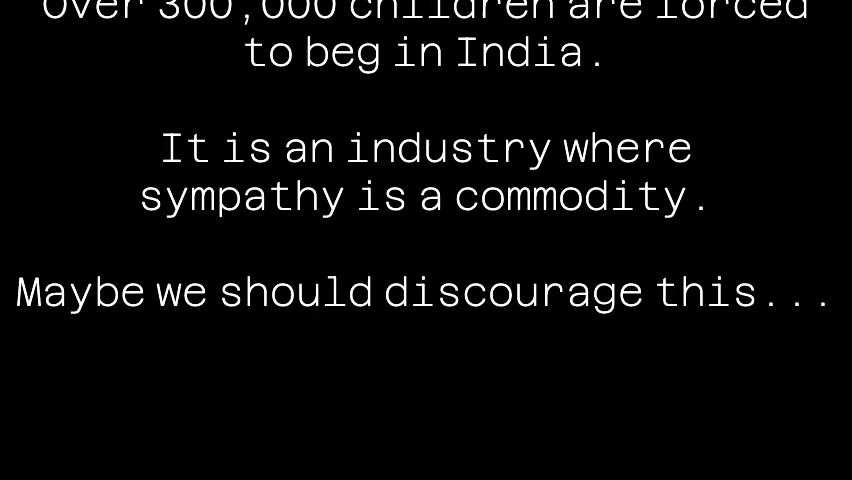 Over 300,000 children are forced
to beg in India.
It is an industry where
sympathy is a commodity.
Maybe we should discourage this...